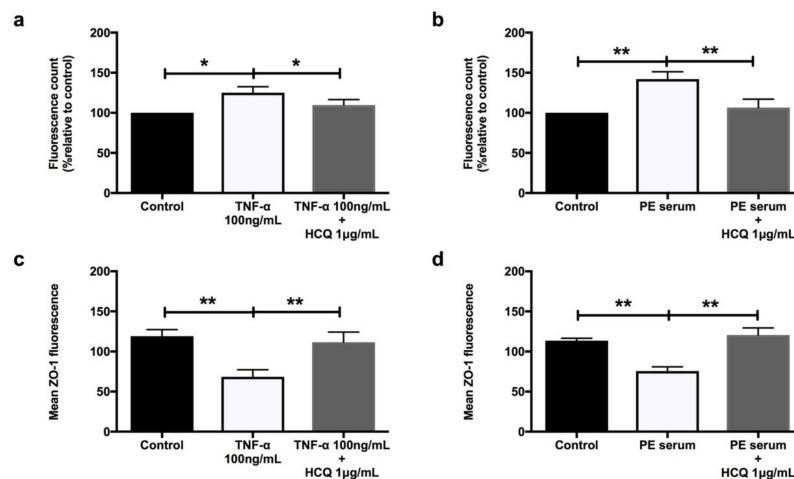 a
Fluorescence count
(%relative to control)
200
150
100
50
0
*
*
Control
TNF-α
100ng/mL
TNF-α 100ng/mL
+
HCQ 1µg/mL
b
Fluorescence count
(%relative to control)
200
150
100
50
0
**
**
Control
PE serum
PE serum
+
HCQ 1µg/mL
c
Mean ZO-1 fluorescence
200
150
100
50
0
**
**
Control
TNF-α
100ng/mL
TNF-α 100ng/mL
+
HCQ 1µg/mL
d
Mean ZO-1 fluorescence
200
150
100
50
0
**
**
Control
PE serum
PE serum
+
HCQ 1µg/mL